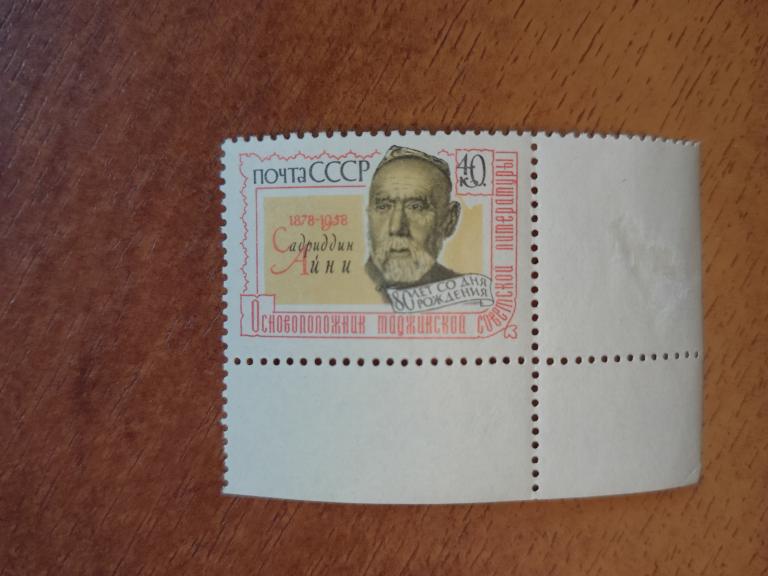 почта СССР
40
к.
1878-1958
Садриддин
Айни
80 ЛЕТ СО ДНЯ
РОЖДЕНИЯ
Основоположник таджикской советской литературы